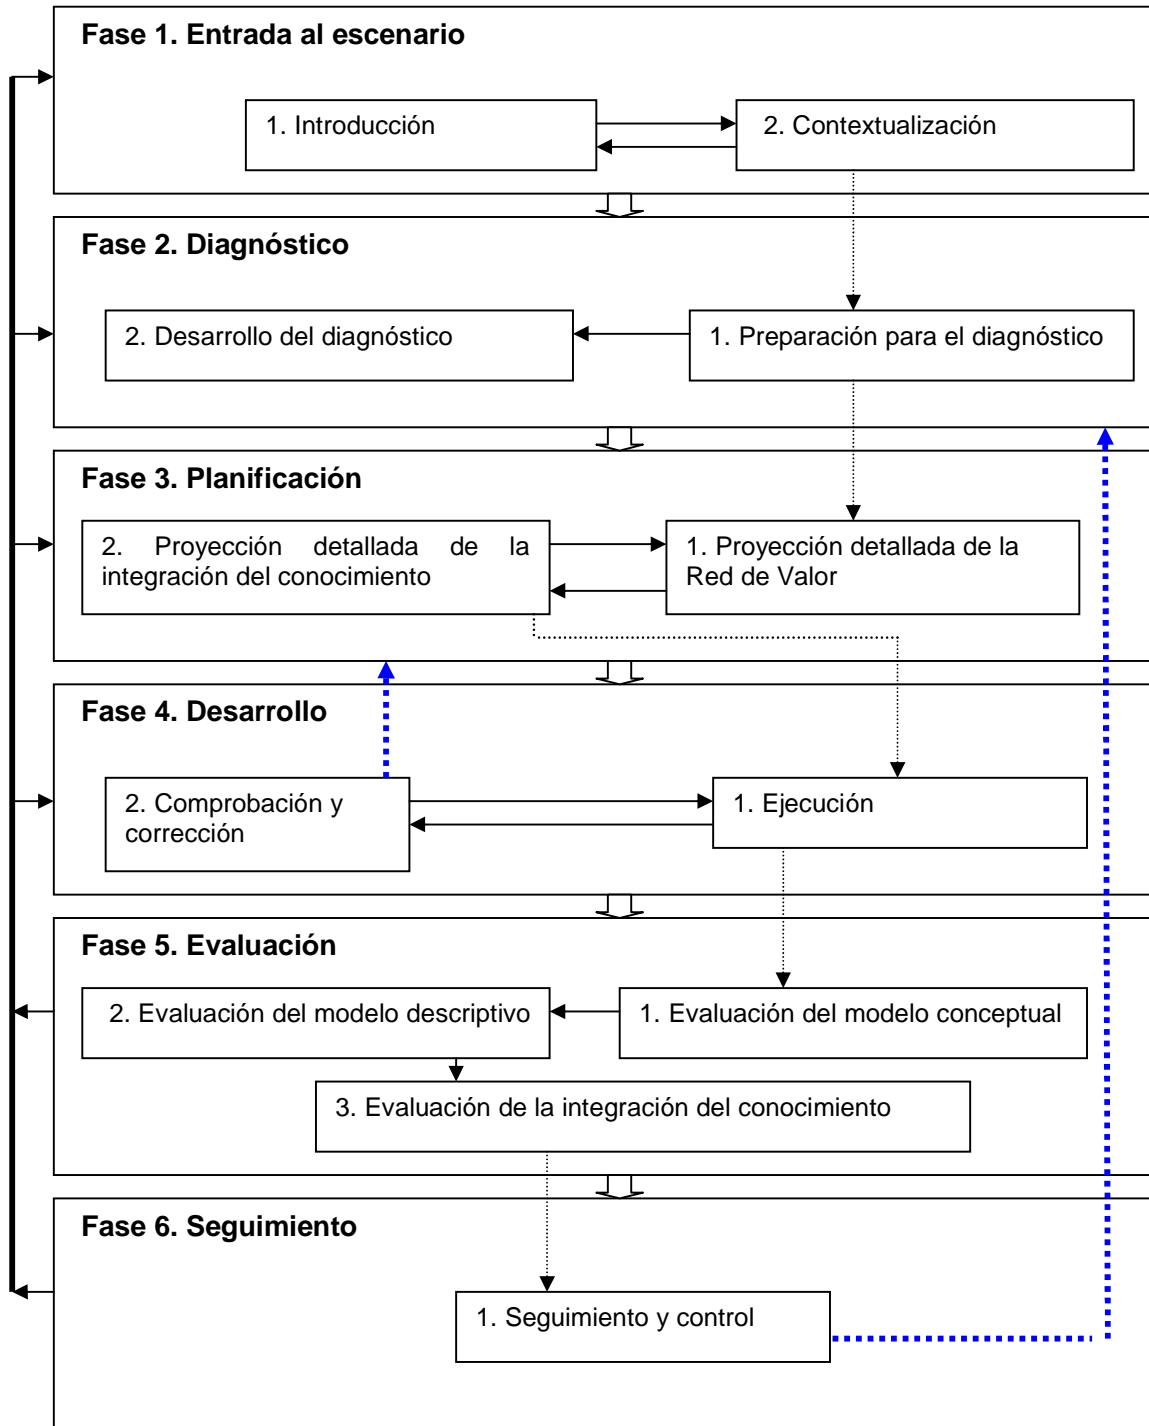 Fase 1. Entrada al escenario
1. Introducción
2. Contextualización
Fase 2. Diagnóstico
2. Desarrollo del diagnóstico
1. Preparación para el diagnóstico
Fase 3. Planificación
2. Proyección detallada de la
integración del conocimiento
1. Proyección detallada de la
Red de Valor
Fase 4. Desarrollo
2. Comprobación y
corrección
1. Ejecución
Fase 5. Evaluación
2. Evaluación del modelo descriptivo
1. Evaluación del modelo conceptual
3. Evaluación de la integración del conocimiento
Fase 6. Seguimiento
1. Seguimiento y control